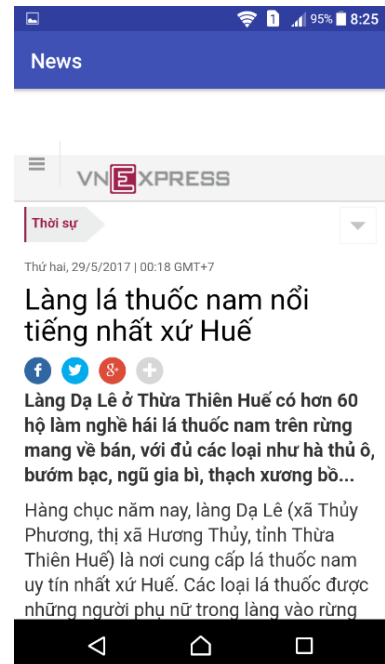 1 95% 8:25
News
VNEXPRESS
Thời sự
Thứ hai, 29/5/2017 | 00:18 GMT+7
Làng lá thuốc nam nổi
tiếng nhất xứ Huế
f 8+
Làng Dạ Lê ở Thừa Thiên Huế có hơn 60
hộ làm nghề hái lá thuốc nam trên rừng
mang về bán, với đủ các loại như hà thủ ô,
bướm bạc, ngũ gia bì, thạch xương bồ...
Hàng chục năm nay, làng Dạ Lê (xã Thủy
Phương, thị xã Hương Thủy, tỉnh Thừa
Thiên Huế) là nơi cung cấp lá thuốc nam
uy tín nhất xứ Huế. Các loại lá thuốc được
những người phụ nữ trong làng vào rừng